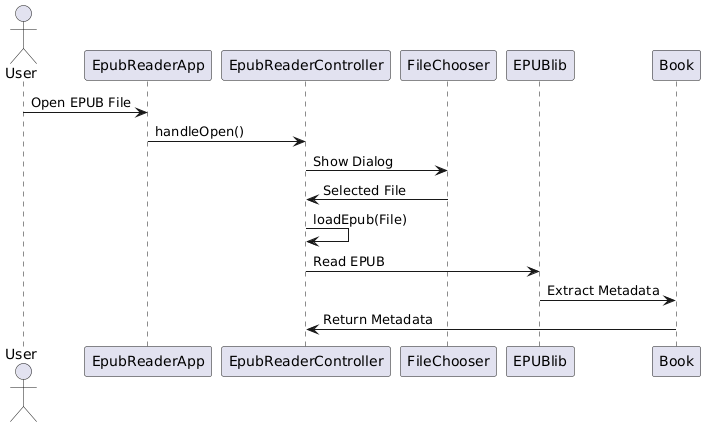 User
EpubReaderApp
EpubReaderController
FileChooser
EPUBlib
Book
Open EPUB File
handleOpen()
Show Dialog
Selected File
loadEpub(File)
Read EPUB
Extract Metadata
Return Metadata
User
EpubReaderApp
EpubReaderController
FileChooser
EPUBlib
Book